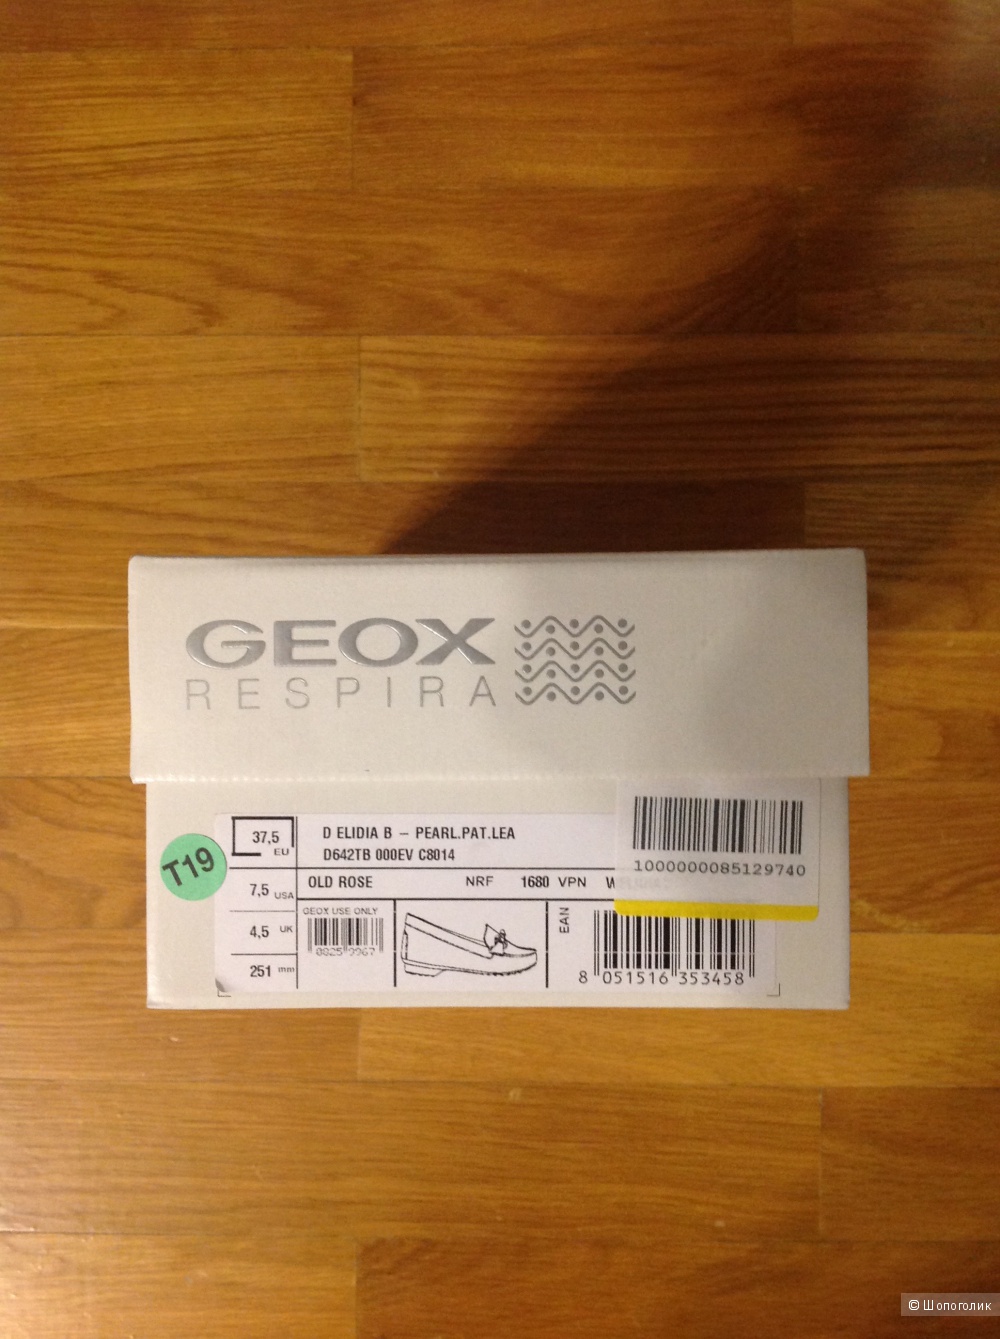 GEOX
RESPIRA
1000000085129740
T19
37,5 EU
D ELIDIA B – PEARL.PAT.LEA
D642TB 000EV C8014
7,5 USA
OLD ROSE NRF 1680 VPN
4,5 UK
GEOX USE ONLY
EAN
251 mm
8 051516 353458
© Шопоголик